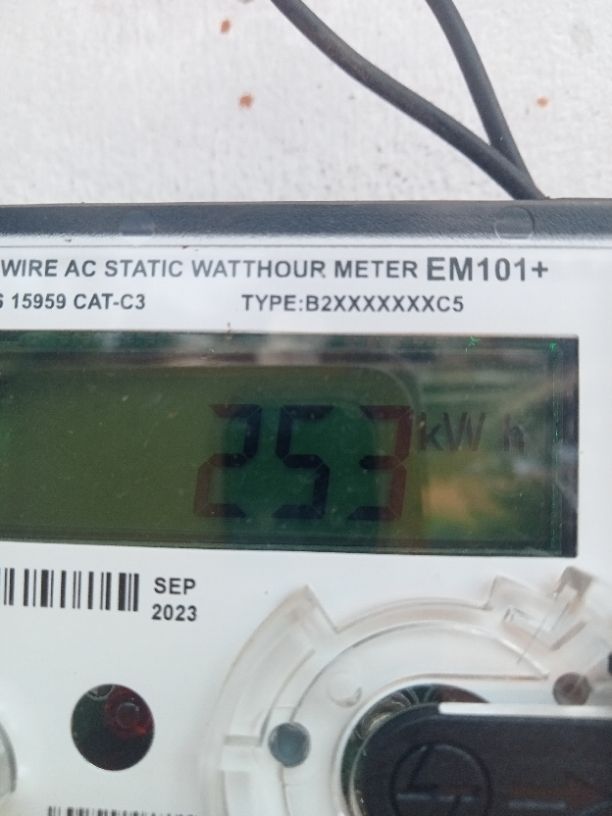 WIRE AC STATIC WATTHOUR METER EM101+
15959 CAT-C3 TYPE:B2XXXXXXXC5
253 kWh
SEP
2023